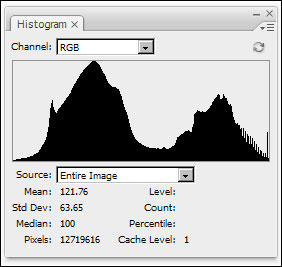 Histogram ×
Channel: RGB
Source: Entire Image
Mean: 121.76 Level:
Std Dev: 63.65 Count:
Median: 100 Percentile:
Pixels: 12719616 Cache Level: 1